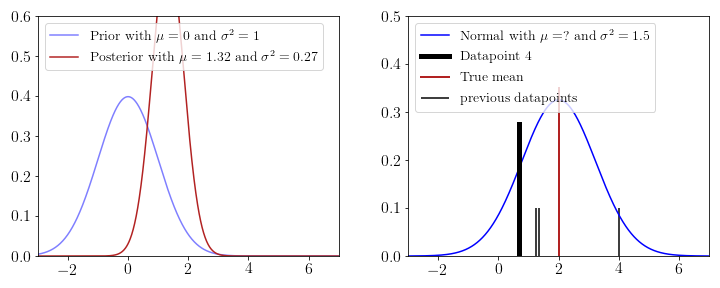 Prior with μ = 0 and σ² = 1
Posterior with μ = 1.32 and σ² = 0.27
0.6
0.5
0.4
0.3
0.2
0.1
0.0
−2 0 2 4 6
Normal with μ =? and σ² = 1.5
Datapoint 4
True mean
previous datapoints
0.5
0.4
0.3
0.2
0.1
0.0
−2 0 2 4 6